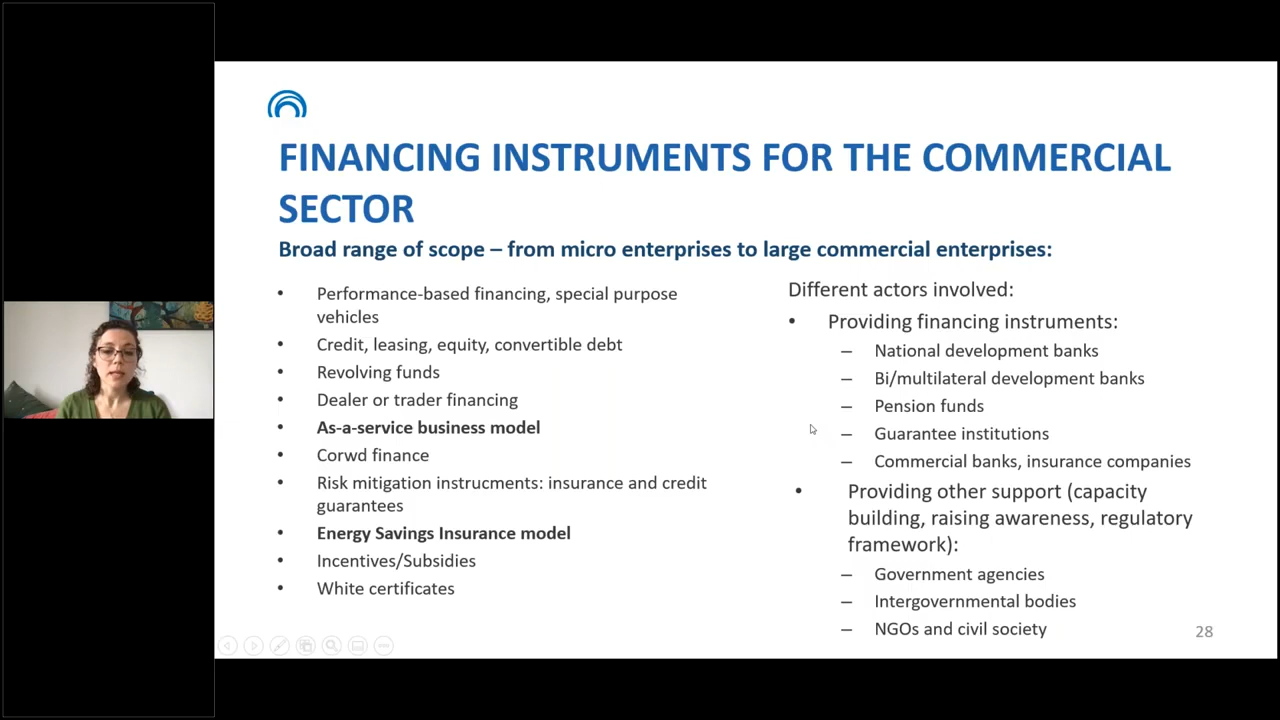 FINANCING INSTRUMENTS FOR THE COMMERCIAL
SECTOR
Broad range of scope – from micro enterprises to large commercial enterprises:
• Performance-based financing, special purpose
vehicles
• Credit, leasing, equity, convertible debt
• Revolving funds
• Dealer or trader financing
• As-a-service business model
• Corwd finance
• Risk mitigation instrucments: insurance and credit
guarantees
• Energy Savings Insurance model
• Incentives/Subsidies
• White certificates
Different actors involved:
• Providing financing instruments:
– National development banks
– Bi/multilateral development banks
– Pension funds
– Guarantee institutions
– Commercial banks, insurance companies
• Providing other support (capacity
building, raising awareness, regulatory
framework):
– Government agencies
– Intergovernmental bodies
– NGOs and civil society
28